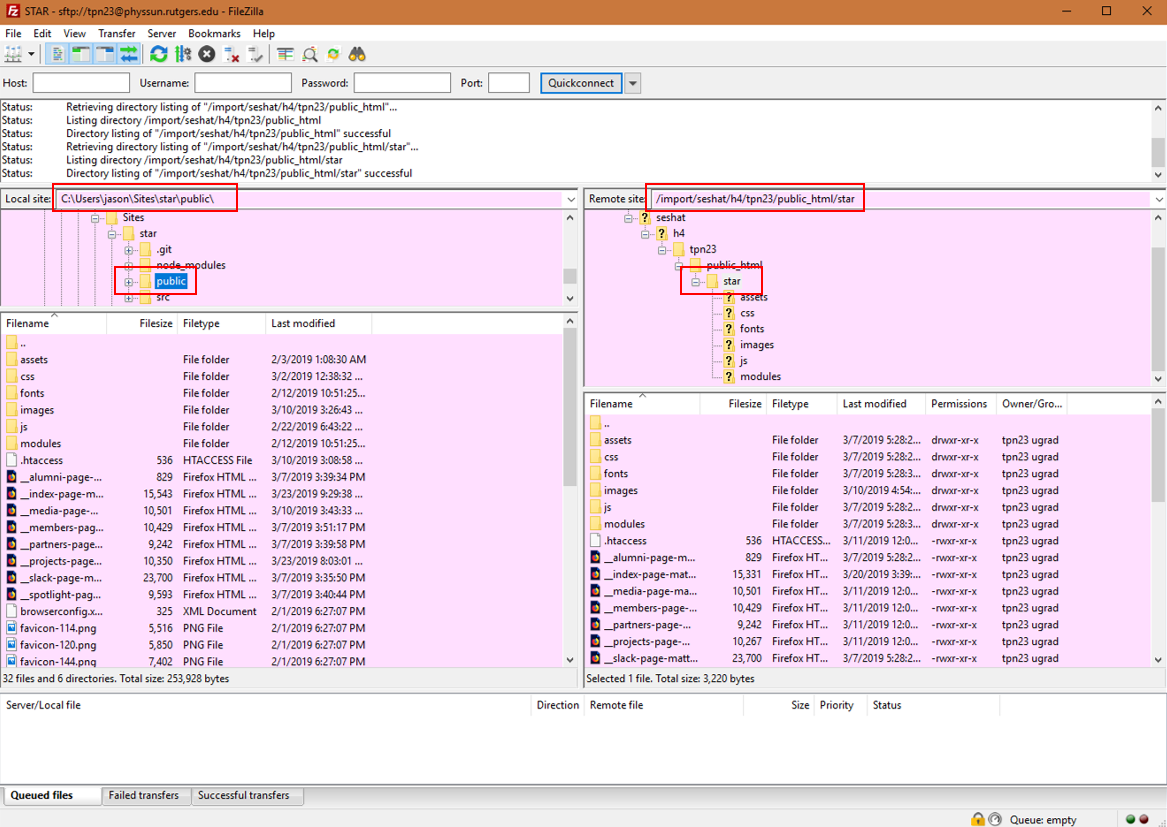 STAR - sftp://tpn23@physsun.rutgers.edu - FileZilla
File Edit View Transfer Server Bookmarks Help
Host: Username: Password: Port: Quickconnect
Status: Retrieving directory listing of "/import/seshat/h4/tpn23/public_html"...
Status: Listing directory /import/seshat/h4/tpn23/public_html
Status: Directory listing of "/import/seshat/h4/tpn23/public_html" successful
Status: Retrieving directory listing of "/import/seshat/h4/tpn23/public_html/star"...
Status: Listing directory /import/seshat/h4/tpn23/public_html/star
Status: Directory listing of "/import/seshat/h4/tpn23/public_html/star" successful
Local site: C:\Users\jason\Sites\star\public\
Sites
star
.git
node_modules
public
src
Filename Filesize Filetype Last modified
..
assets File folder 2/3/2019 1:08:30 AM
css File folder 3/2/2019 12:38:32 ...
fonts File folder 2/12/2019 10:51:25...
images File folder 3/10/2019 3:26:43 ...
js File folder 2/22/2019 6:43:22 ...
modules File folder 2/12/2019 10:51:25...
.htaccess 536 HTACCESS File 3/10/2019 3:08:58 ...
__alumni-page-... 829 Firefox HTML ... 3/7/2019 3:39:34 PM
__index-page-m... 15,543 Firefox HTML ... 3/23/2019 9:29:38 ...
__media-page-... 10,501 Firefox HTML ... 3/10/2019 3:43:33 ...
__members-pag... 10,429 Firefox HTML ... 3/7/2019 3:51:17 PM
__partners-page... 9,242 Firefox HTML ... 3/7/2019 3:39:58 PM
__projects-page... 10,350 Firefox HTML ... 3/23/2019 8:03:01 ...
__slack-page-m... 23,700 Firefox HTML ... 3/7/2019 3:35:50 PM
__spotlight-pag... 9,593 Firefox HTML ... 3/7/2019 3:40:44 PM
browserconfig.x... 325 XML Document 2/1/2019 6:27:07 PM
favicon-114.png 5,516 PNG File 2/1/2019 6:27:07 PM
favicon-120.png 5,850 PNG File 2/1/2019 6:27:07 PM
favicon-144.png 7,402 PNG File 2/1/2019 6:27:07 PM
32 files and 6 directories. Total size: 253,928 bytes
Remote site: /import/seshat/h4/tpn23/public_html/star
seshat
h4
tpn23
public_html
star
assets
css
fonts
images
js
modules
Filename Filesize Filetype Last modified Permissions Owner/Gro...
..
assets File folder 3/7/2019 5:28:2... drwxr-xr-x tpn23 ugrad
css File folder 3/7/2019 5:28:2... drwxr-xr-x tpn23 ugrad
fonts File folder 3/7/2019 5:28:3... drwxr-xr-x tpn23 ugrad
images File folder 3/10/2019 4:54:... drwxr-xr-x tpn23 ugrad
js File folder 3/7/2019 5:28:2... drwxr-xr-x tpn23 ugrad
modules File folder 3/7/2019 5:28:3... drwxr-xr-x tpn23 ugrad
.htaccess 536 HTACCESS... 3/11/2019 12:0... -rwxr-xr-x tpn23 ugrad
__alumni-page-m... 829 Firefox HT... 3/7/2019 5:28:2... -rwxr-xr-x tpn23 ugrad
__index-page-mat... 15,331 Firefox HT... 3/20/2019 3:39:... -rwxr-xr-x tpn23 ugrad
__media-page-ma... 10,501 Firefox HT... 3/11/2019 12:0... -rwxr-xr-x tpn23 ugrad
__members-page-... 10,429 Firefox HT... 3/11/2019 12:0... -rwxr-xr-x tpn23 ugrad
__partners-page-... 9,242 Firefox HT... 3/11/2019 12:0... -rwxr-xr-x tpn23 ugrad
__projects-page-... 10,267 Firefox HT... 3/11/2019 12:0... -rwxr-xr-x tpn23 ugrad
__slack-page-matt... 23,700 Firefox HT... 3/7/2019 5:28:2... -rwxr-xr-x tpn23 ugrad
Selected 1 file. Total size: 3,220 bytes
Server/Local file Direction Remote file Size Priority Status
Queued files Failed transfers Successful transfers
Queue: empty